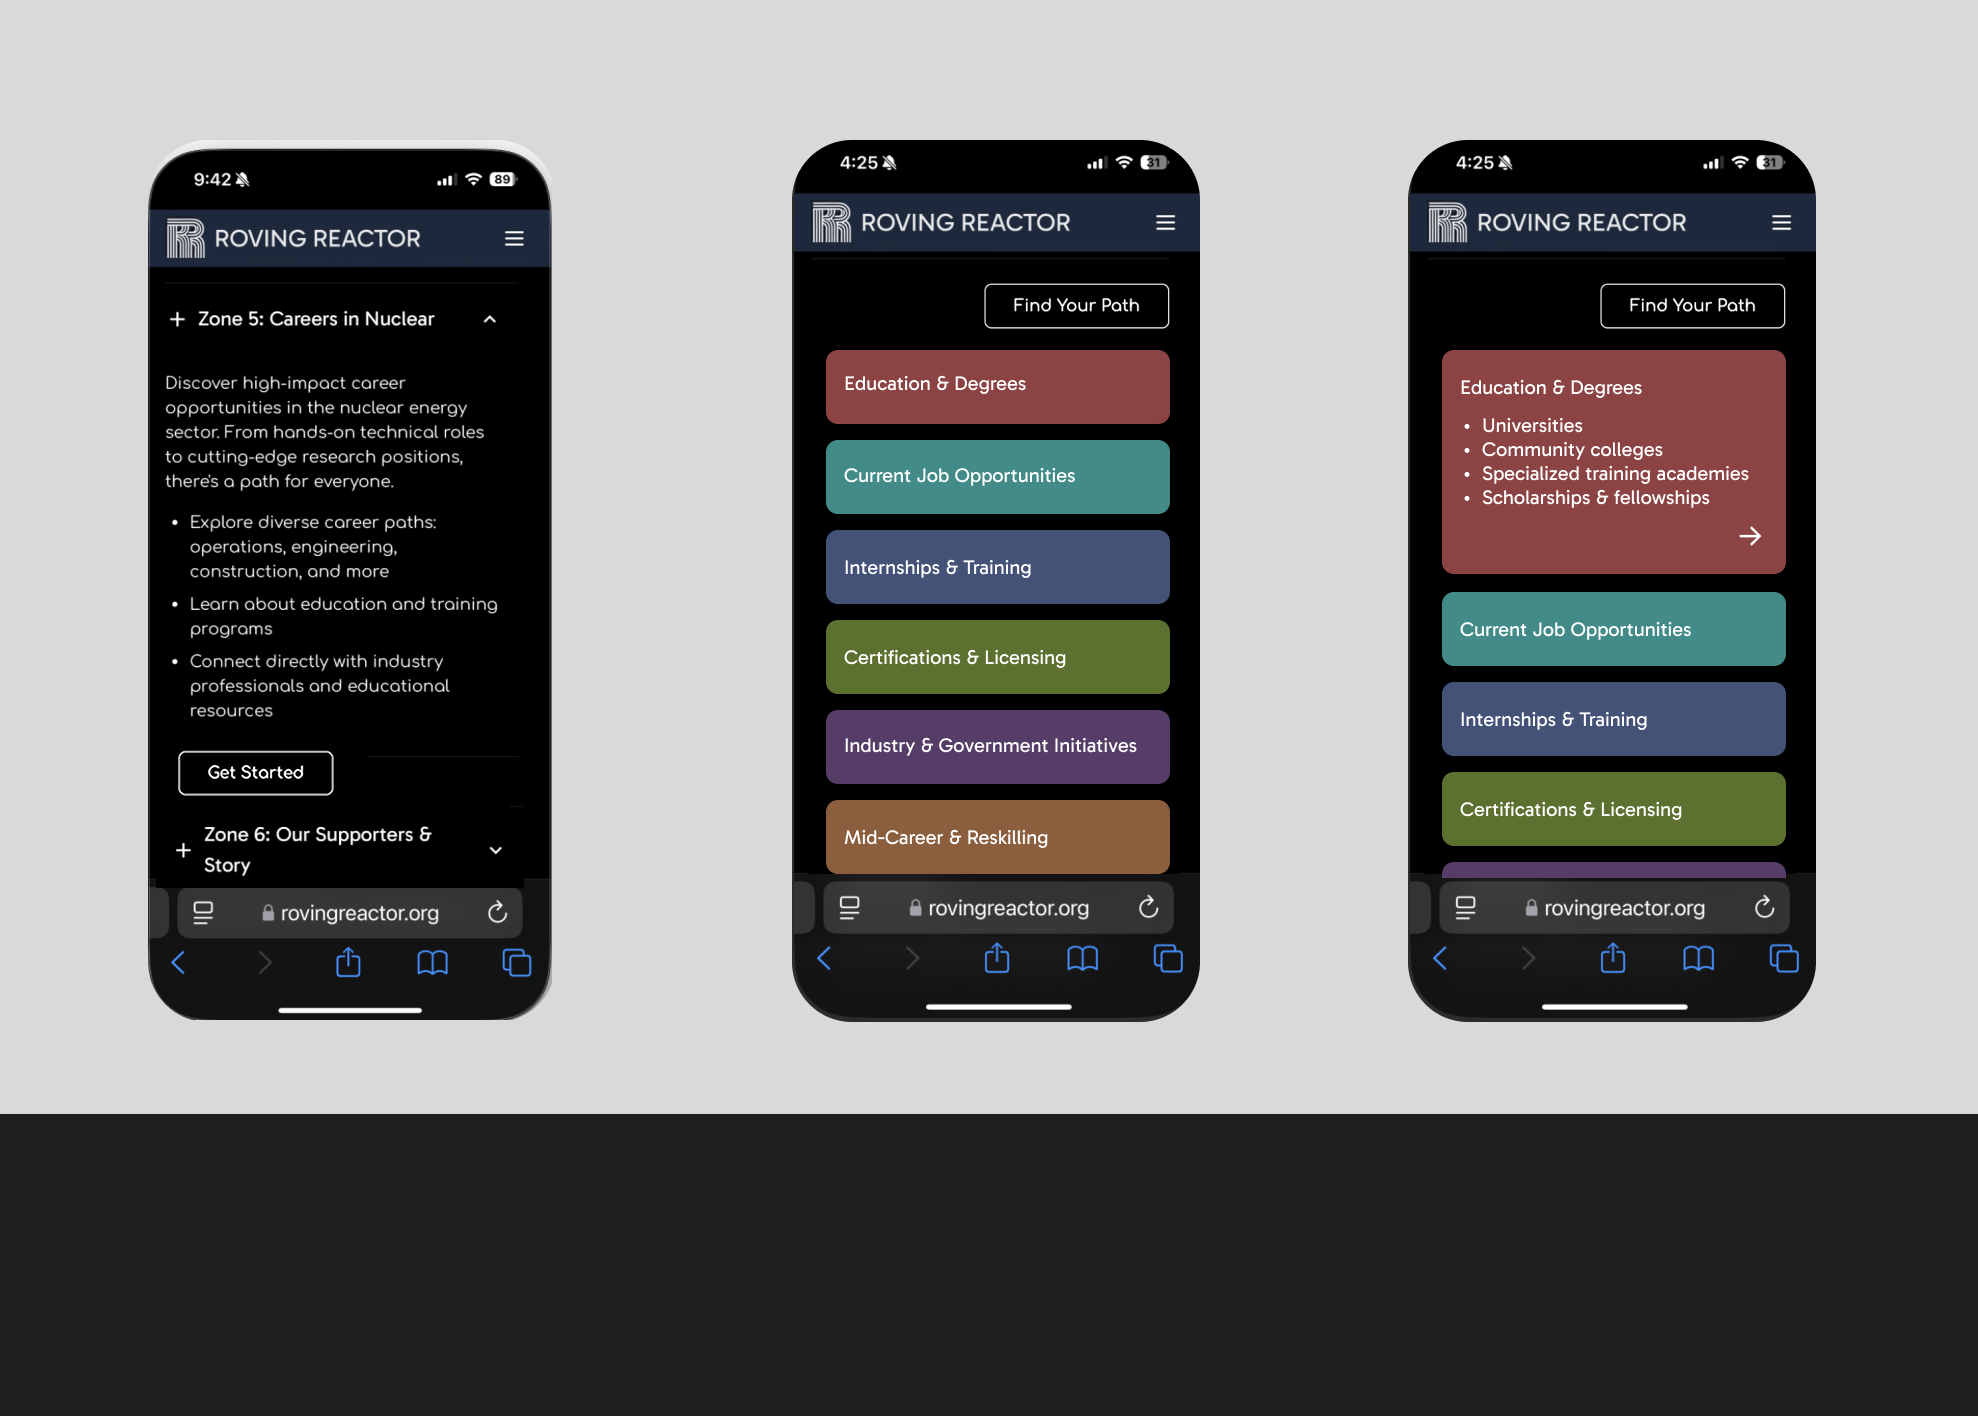 9:42
89
ROVING REACTOR
+ Zone 5: Careers in Nuclear
Discover high-impact career
opportunities in the nuclear energy
sector. From hands-on technical roles
to cutting-edge research positions,
there's a path for everyone.
• Explore diverse career paths:
operations, engineering,
construction, and more
• Learn about education and training
programs
• Connect directly with industry
professionals and educational
resources
Get Started
+ Zone 6: Our Supporters &
Story
rovingreactor.org
4:25
31
ROVING REACTOR
Find Your Path
Education & Degrees
Current Job Opportunities
Internships & Training
Certifications & Licensing
Industry & Government Initiatives
Mid-Career & Reskilling
rovingreactor.org
4:25
31
ROVING REACTOR
Find Your Path
Education & Degrees
• Universities
• Community colleges
• Specialized training academies
• Scholarships & fellowships
Current Job Opportunities
Internships & Training
Certifications & Licensing
rovingreactor.org